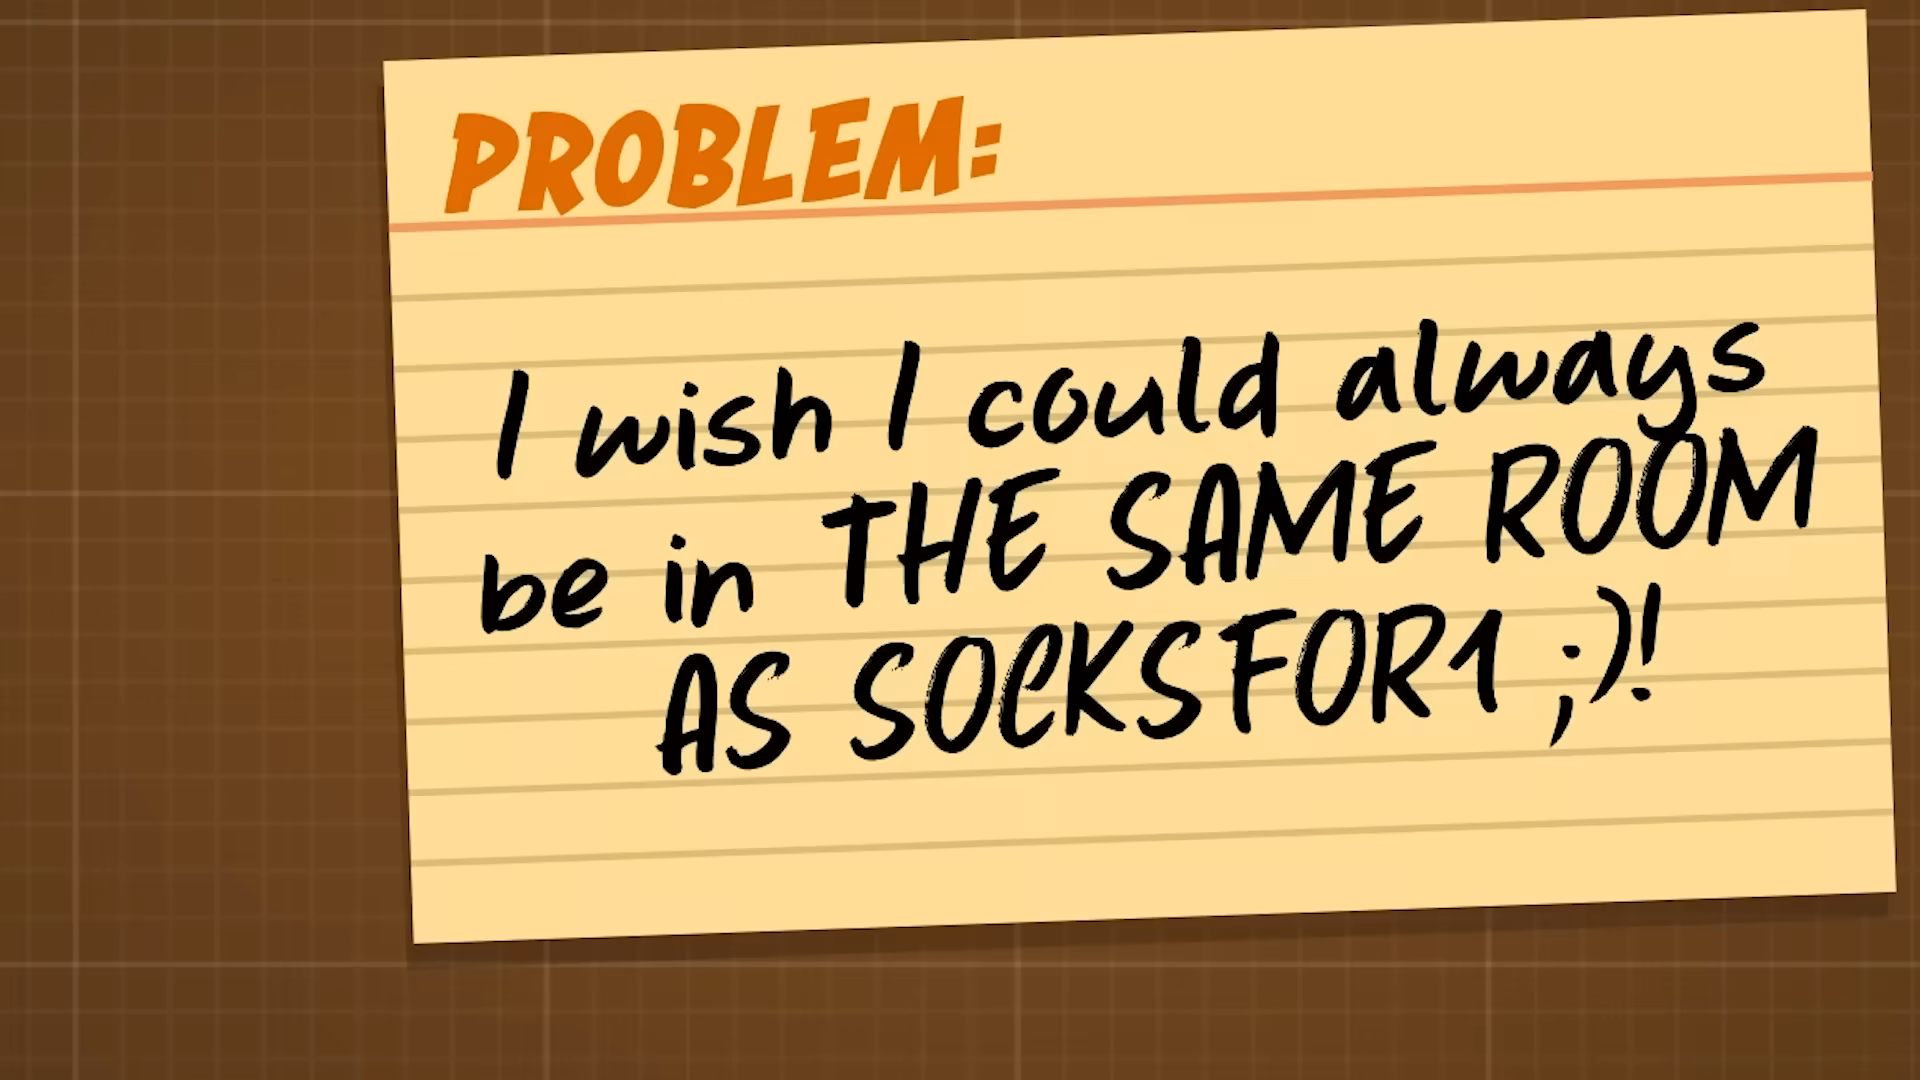 PROBLEM:
I wish I could always
be in THE SAME ROOM
AS SOCKSFOR1 ;)!